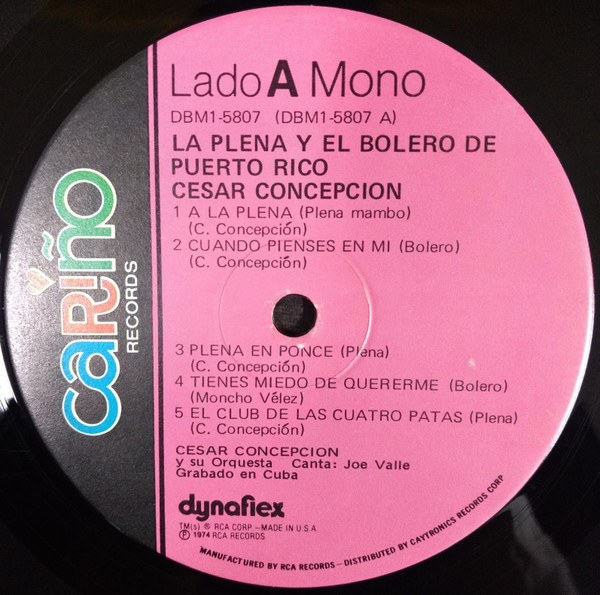 cariño
RECORDS
Lado A Mono
DBM1-5807 (DBM1-5807 A)
LA PLENA Y EL BOLERO DE
PUERTO RICO
CESAR CONCEPCION
1 A LA PLENA (Plena mambo)
(C. Concepción)
2 CUANDO PIENSES EN MI (Bolero)
(C. Concepción)
3 PLENA EN PONCE (Plena)
(C. Concepción)
4 TIENES MIEDO DE QUERERME (Bolero)
(Moncho Vélez)
5 EL CLUB DE LAS CUATRO PATAS (Plena)
(C. Concepción)
CESAR CONCEPCION
y su Orquesta Canta: Joe Valle
Grabado en Cuba
dynaflex
TM(s) ® RCA CORP.-MADE IN U.S.A.
℗ 1974 RCA RECORDS
MANUFACTURED BY RCA RECORDS-DISTRIBUTED BY CAYTRONICS RECORDS CORP